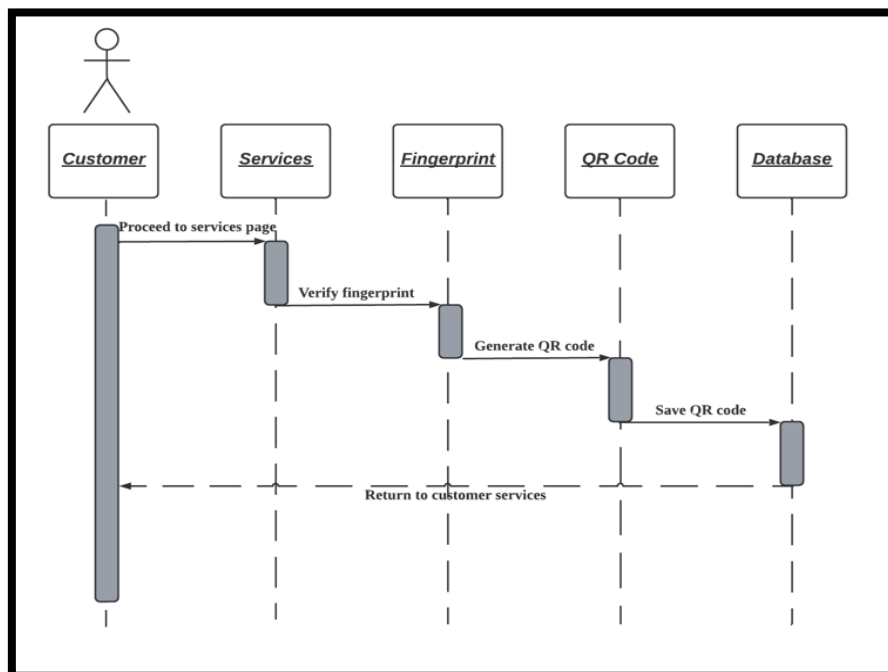 Customer
Services
Fingerprint
QR Code
Database
Proceed to services page
Verify fingerprint
Generate QR code
Save QR code
Return to customer services